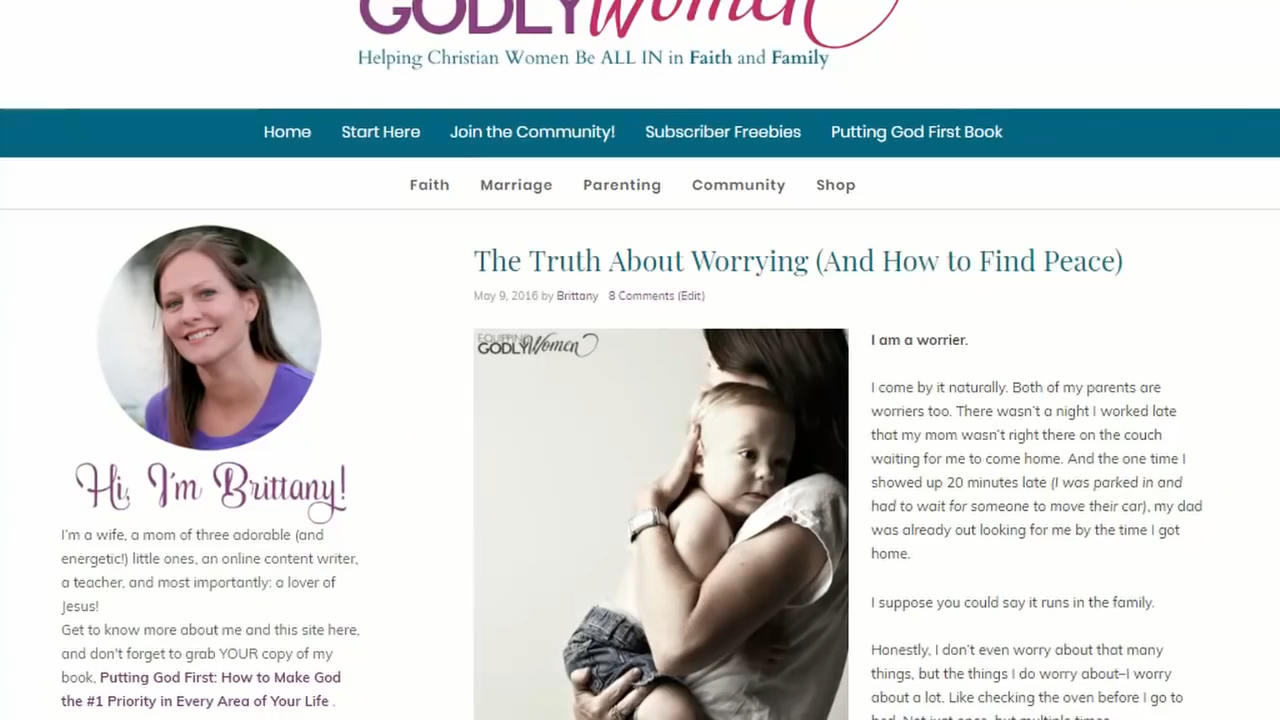 GODLYWomen
Helping Christian Women Be ALL IN in Faith and Family
Home Start Here Join the Community! Subscriber Freebies Putting God First Book
Faith Marriage Parenting Community Shop
Hi, I'm Brittany!
I'm a wife, a mom of three adorable (and
energetic!) little ones, an online content writer,
a teacher, and most importantly: a lover of
Jesus!
Get to know more about me and this site here,
and don't forget to grab YOUR copy of my
book, Putting God First: How to Make God
the #1 Priority in Every Area of Your Life .
The Truth About Worrying (And How to Find Peace)
May 9, 2016 by Brittany 8 Comments (Edit)
EQUIPPING
GODLYWomen
I am a worrier.
I come by it naturally. Both of my parents are
worriers too. There wasn't a night I worked late
that my mom wasn't right there on the couch
waiting for me to come home. And the one time I
showed up 20 minutes late (I was parked in and
had to wait for someone to move their car), my dad
was already out looking for me by the time I got
home.
I suppose you could say it runs in the family.
Honestly, I don't even worry about that many
things, but the things I do worry about–I worry
about a lot. Like checking the oven before I go to
bed. Not just once, but multiple times.